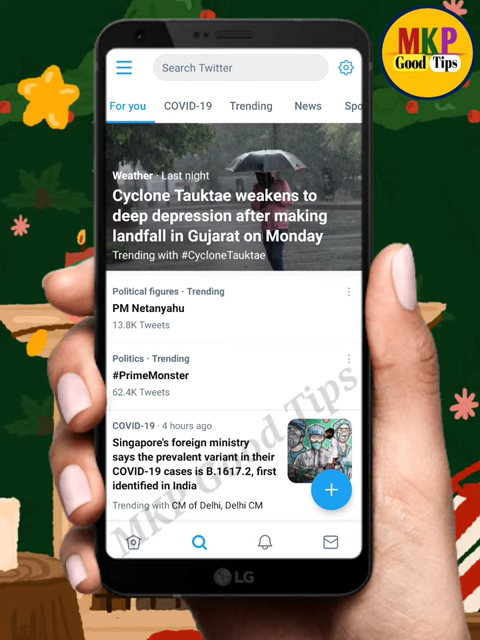 MKP
Good Tips
Search Twitter
For you COVID-19 Trending News Spo
Weather · Last night
Cyclone Tauktae weakens to
deep depression after making
landfall in Gujarat on Monday
Trending with #CycloneTauktae
Political figures · Trending
PM Netanyahu
13.8K Tweets
Politics · Trending
#PrimeMonster
62.4K Tweets
COVID-19 · 4 hours ago
Singapore's foreign ministry
says the prevalent variant in their
COVID-19 cases is B.1617.2, first
identified in India
Trending with CM of Delhi, Delhi CM
MKP Good Tips
LG